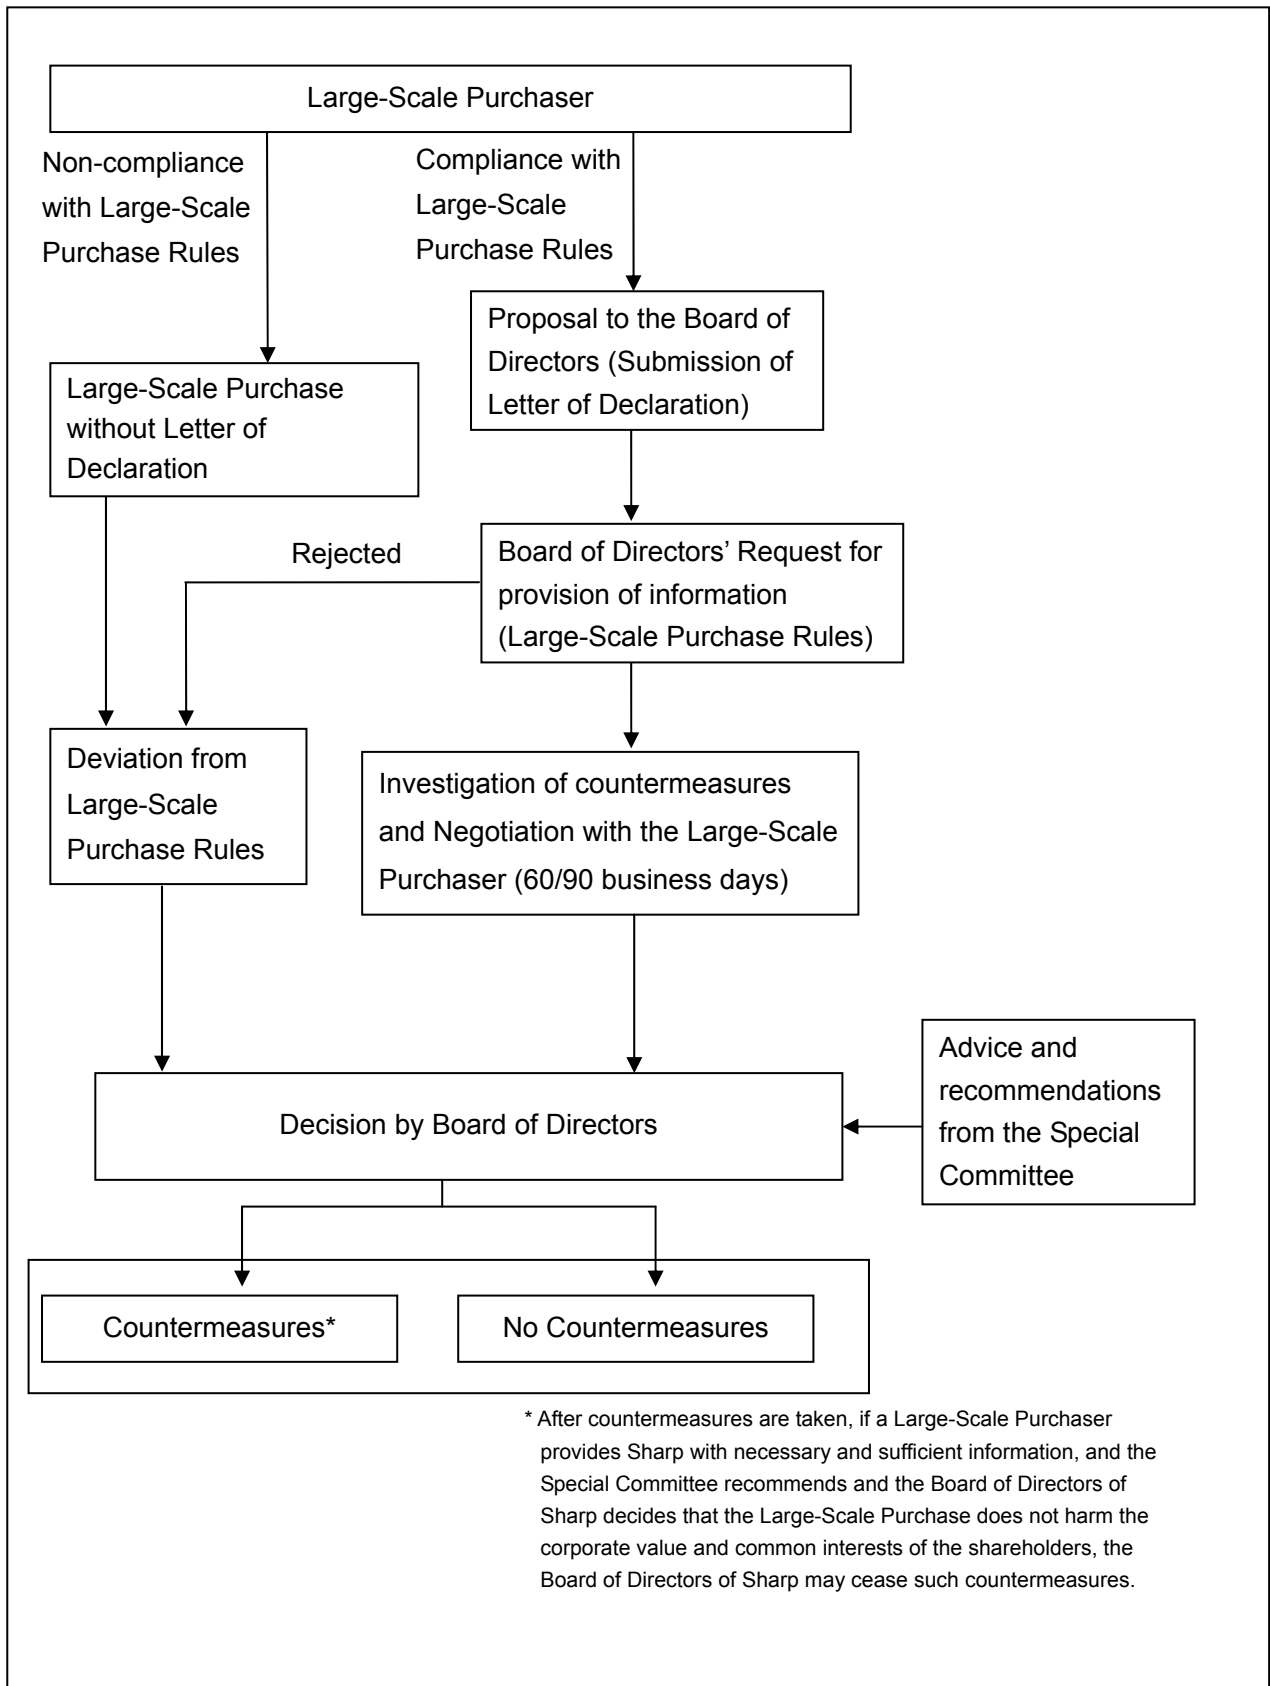 Large-Scale Purchaser
Non-compliance
with Large-Scale
Purchase Rules
Compliance with
Large-Scale
Purchase Rules
Proposal to the Board of
Directors (Submission of
Letter of Declaration)
Large-Scale Purchase
without Letter of
Declaration
Rejected
Board of Directors’ Request for
provision of information
(Large-Scale Purchase Rules)
Deviation from
Large-Scale
Purchase Rules
Investigation of countermeasures
and Negotiation with the Large-Scale
Purchaser (60/90 business days)
Advice and
recommendations
from the Special
Committee
Decision by Board of Directors
Countermeasures*
No Countermeasures
* After countermeasures are taken, if a Large-Scale Purchaser
provides Sharp with necessary and sufficient information, and the
Special Committee recommends and the Board of Directors of
Sharp decides that the Large-Scale Purchase does not harm the
corporate value and common interests of the shareholders, the
Board of Directors of Sharp may cease such countermeasures.